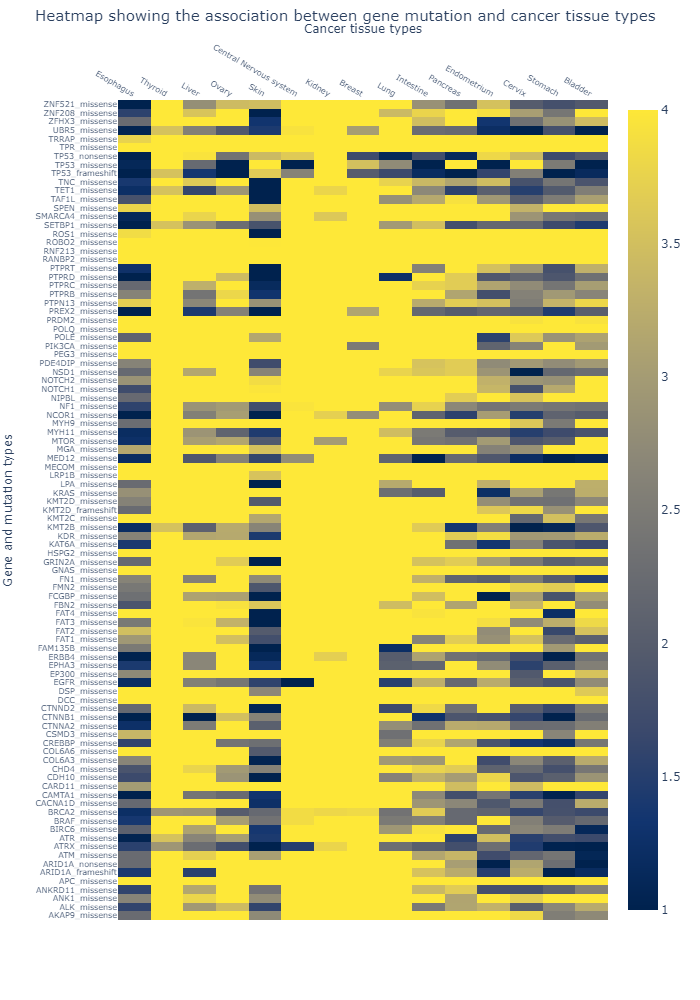 Heatmap showing the association between gene mutation and cancer tissue types
Cancer tissue types
Esophagus
Thyroid
Liver
Ovary
Skin
Central Nervous system
Kidney
Breast
Lung
Intestine
Pancreas
Endometrium
Cervix
Stomach
Bladder
Gene and mutation types
ZNF521_missense
ZNF208_missense
ZFHX3_missense
UBR5_missense
TRRAP_missense
TPR_missense
TP53_nonsense
TP53_missense
TP53_frameshift
TNC_missense
TET1_missense
TAF1L_missense
SPEN_missense
SMARCA4_missense
SETBP1_missense
ROS1_missense
ROBO2_missense
RNF213_missense
RANBP2_missense
PTPRT_missense
PTPRD_missense
PTPRC_missense
PTPRB_missense
PTPN13_missense
PREX2_missense
PRDM2_missense
POLQ_missense
POLE_missense
PIK3CA_missense
PEG3_missense
PDE4DIP_missense
NSD1_missense
NOTCH2_missense
NOTCH1_missense
NIPBL_missense
NF1_missense
NCOR1_missense
MYH9_missense
MYH11_missense
MTOR_missense
MGA_missense
MED12_missense
MECOM_missense
LRP1B_missense
LPA_missense
KRAS_missense
KMT2D_missense
KMT2D_frameshift
KMT2C_missense
KMT2B_missense
KDR_missense
KAT6A_missense
HSPG2_missense
GRIN2A_missense
GNAS_missense
FN1_missense
FMN2_missense
FCGBP_missense
FBN2_missense
FAT4_missense
FAT3_missense
FAT2_missense
FAT1_missense
FAM135B_missense
ERBB4_missense
EPHA3_missense
EP300_missense
EGFR_missense
DSP_missense
DCC_missense
CTNND2_missense
CTNNB1_missense
CTNNA2_missense
CSMD3_missense
CREBBP_missense
COL6A6_missense
COL6A3_missense
CHD4_missense
CDH10_missense
CARD11_missense
CAMTA1_missense
CACNA1D_missense
BRCA2_missense
BRAF_missense
BIRC6_missense
ATR_missense
ATRX_missense
ATM_missense
ARID1A_nonsense
ARID1A_frameshift
APC_missense
ANKRD11_missense
ANK1_missense
ALK_missense
AKAP9_missense
4
3.5
3
2.5
2
1.5
1